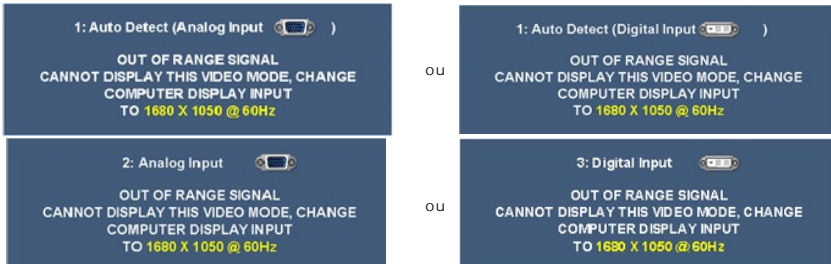 1: Auto Detect (Analog Input )
OUT OF RANGE SIGNAL
CANNOT DISPLAY THIS VIDEO MODE, CHANGE
COMPUTER DISPLAY INPUT
TO 1680 X 1050 @ 60Hz
ou
1: Auto Detect (Digital Input )
OUT OF RANGE SIGNAL
CANNOT DISPLAY THIS VIDEO MODE, CHANGE
COMPUTER DISPLAY INPUT
TO 1680 X 1050 @ 60Hz
2: Analog Input
OUT OF RANGE SIGNAL
CANNOT DISPLAY THIS VIDEO MODE, CHANGE
COMPUTER DISPLAY INPUT
TO 1680 X 1050 @ 60Hz
ou
3: Digital Input
OUT OF RANGE SIGNAL
CANNOT DISPLAY THIS VIDEO MODE, CHANGE
COMPUTER DISPLAY INPUT
TO 1680 X 1050 @ 60Hz